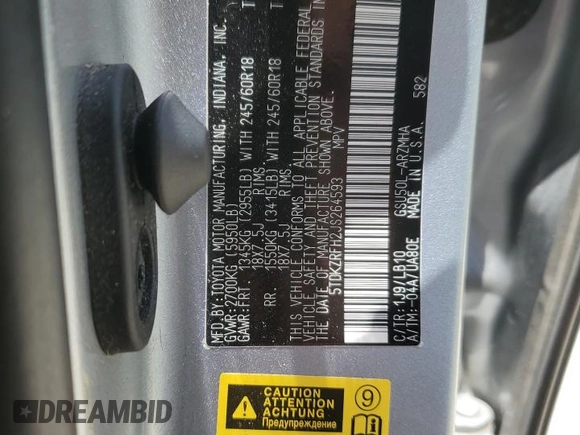 MFD.BY:TOYOTA MOTOR MANUFACTURING, INDIANA, INC.
GVWR:2700KG (5950LB)
GAWR:FRT. 1345KG (2955LB) WITH 245/60R18
18X7.5J RIMS.
RR. 1550KG (3415LB) WITH 245/60R18
18X7.5J RIMS.
THIS VEHICLE CONFORMS TO ALL APPLICABLE FEDERAL
VEHICLE SAFETY AND THEFT PREVENTION STANDARDS IN
THE DATE OF MANUFACTURE SHOWN ABOVE.
5TDKZRFH2JS264593 MPV
C/TR:1J9/LB10 GSU50L-ARZMHA
A/TM:-04A/UA80E MADE IN U.S.A. 582
CAUTION
ATTENTION
ACHTUNG
Предупреждение
9
DREAMBID